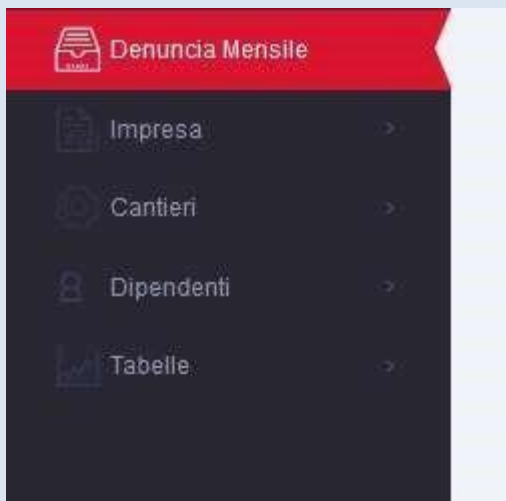 Denuncia Mensile
Impresa
Cantieri
Dipendenti
Tabelle